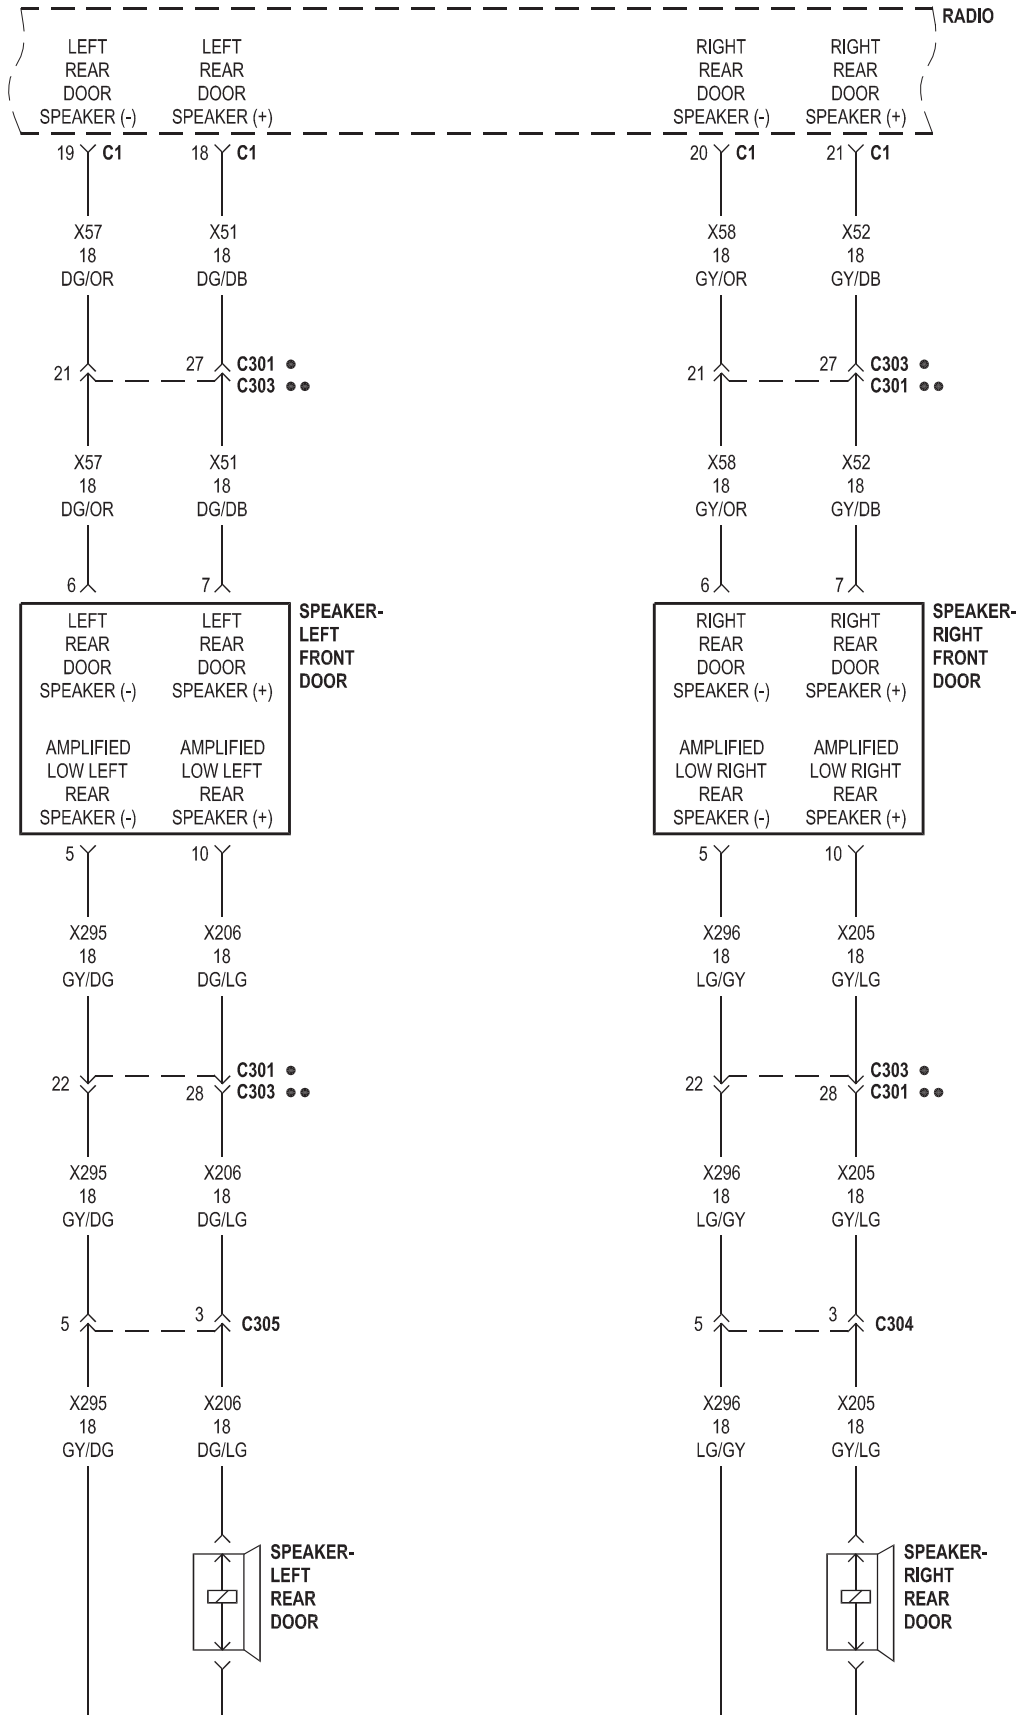 RADIO
LEFT
REAR
DOOR
SPEAKER (-)
LEFT
REAR
DOOR
SPEAKER (+)
RIGHT
REAR
DOOR
SPEAKER (-)
RIGHT
REAR
DOOR
SPEAKER (+)
19 C1
18 C1
20 C1
21 C1
X57
18
DG/OR
X51
18
DG/DB
X58
18
GY/OR
X52
18
GY/DB
21
27 C301
C303
21
27 C303
C301
X57
18
DG/OR
X51
18
DG/DB
X58
18
GY/OR
X52
18
GY/DB
6
7
6
7
LEFT
REAR
DOOR
SPEAKER (-)
LEFT
REAR
DOOR
SPEAKER (+)
SPEAKER-
LEFT
FRONT
DOOR
RIGHT
REAR
DOOR
SPEAKER (-)
RIGHT
REAR
DOOR
SPEAKER (+)
SPEAKER-
RIGHT
FRONT
DOOR
AMPLIFIED
LOW LEFT
REAR
SPEAKER (-)
AMPLIFIED
LOW LEFT
REAR
SPEAKER (+)
AMPLIFIED
LOW RIGHT
REAR
SPEAKER (-)
AMPLIFIED
LOW RIGHT
REAR
SPEAKER (+)
5
10
5
10
X295
18
GY/DG
X206
18
DG/LG
X296
18
LG/GY
X205
18
GY/LG
22
C301
28 C303
22
C303
28 C301
X295
18
GY/DG
X206
18
DG/LG
X296
18
LG/GY
X205
18
GY/LG
5
3
C305
5
3
C304
X295
18
GY/DG
X206
18
DG/LG
X296
18
LG/GY
X205
18
GY/LG
SPEAKER-
LEFT
REAR
DOOR
SPEAKER-
RIGHT
REAR
DOOR